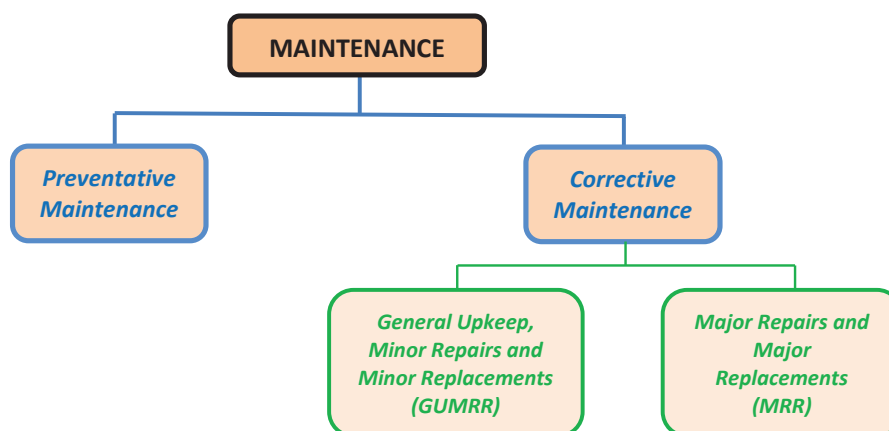 MAINTENANCE
Preventative
Maintenance
Corrective
Maintenance
General Upkeep,
Minor Repairs and
Minor Replacements
(GUMRR)
Major Repairs and
Major
Replacements
(MRR)